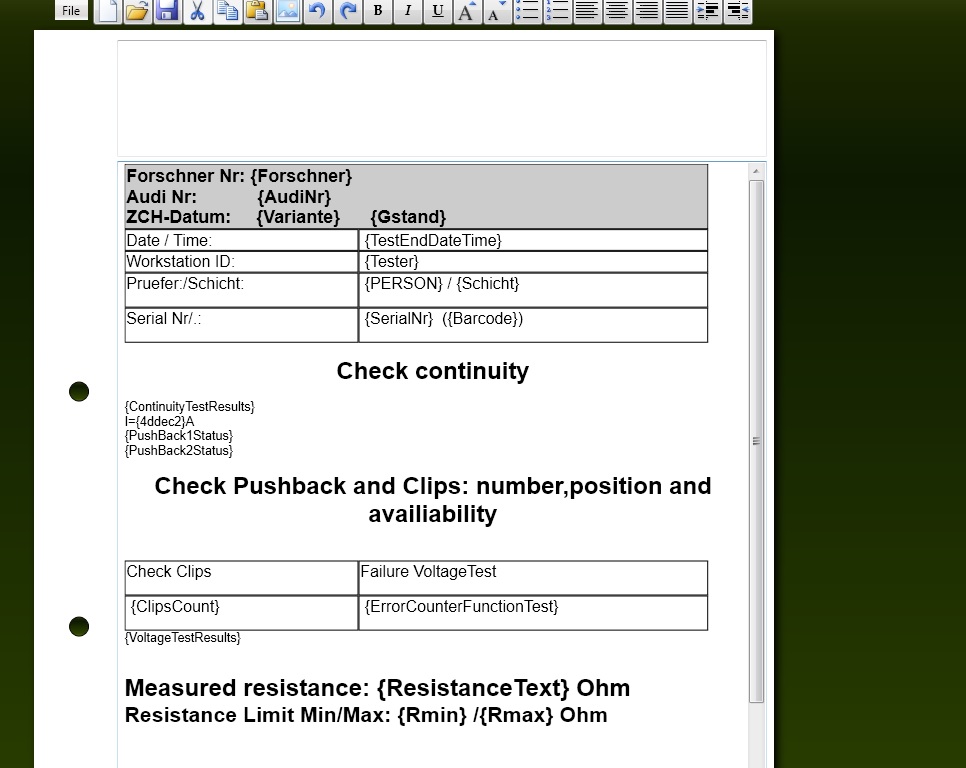 File B I U A A
Forschner Nr: {Forschner}
Audi Nr: {AudiNr}
ZCH-Datum: {Variante} {Gstand}
Date / Time: {TestEndDateTime}
Workstation ID: {Tester}
Pruefer:/Schicht: {PERSON} / {Schicht}
Serial Nr/.: {SerialNr} ({Barcode})
Check continuity
{ContinuityTestResults}
I={4ddec2}A
{PushBack1Status}
{PushBack2Status}
Check Pushback and Clips: number,position and
availiability
Check Clips Failure VoltageTest
{ClipsCount} {ErrorCounterFunctionTest}
{VoltageTestResults}
Measured resistance: {ResistanceText} Ohm
Resistance Limit Min/Max: {Rmin} /{Rmax} Ohm